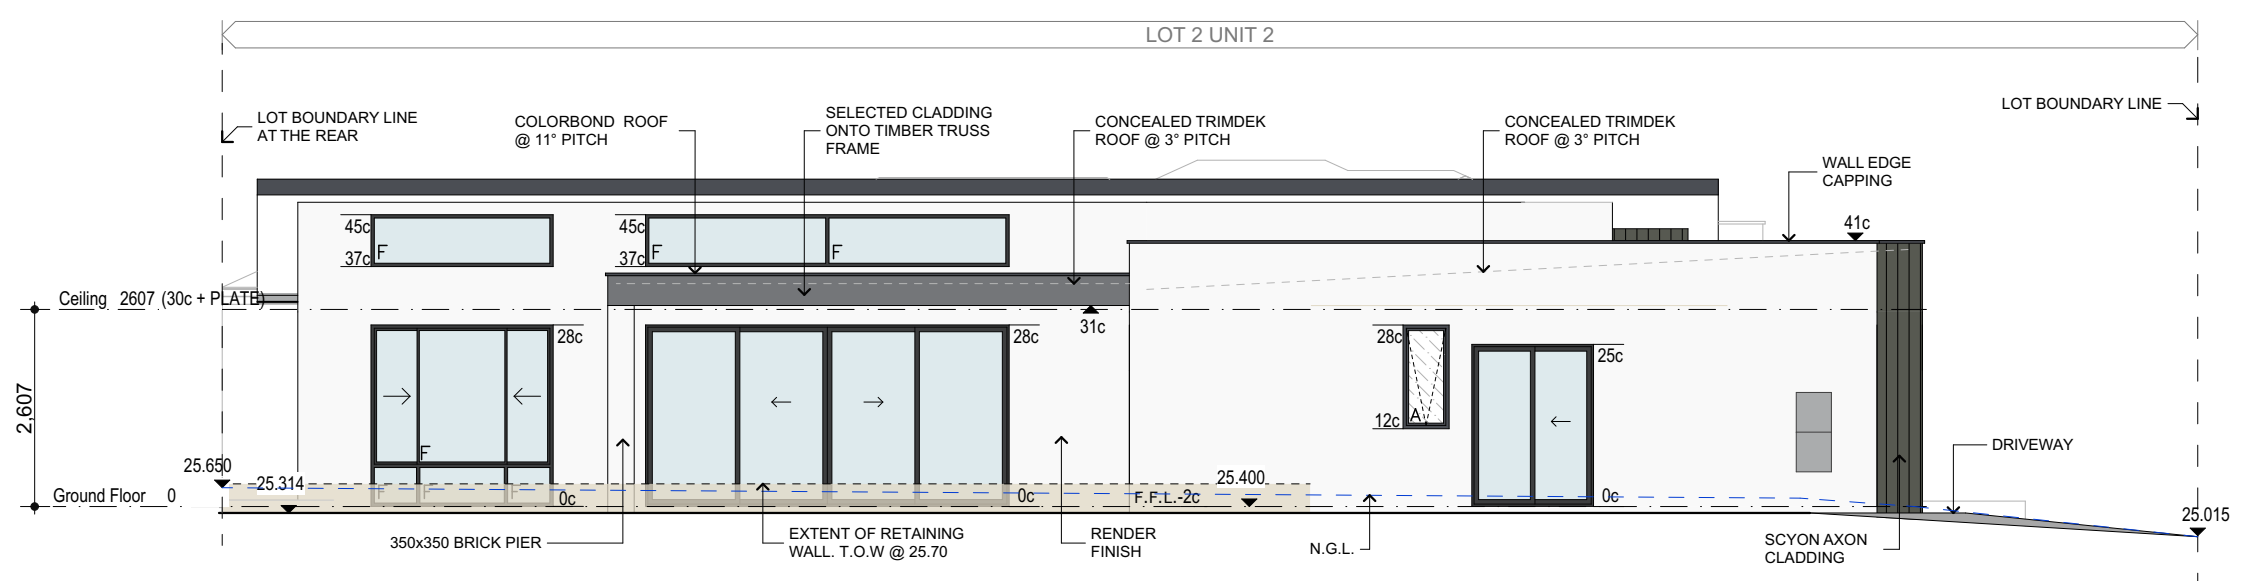 LOT 2 UNIT 2
LOT BOUNDARY LINE
AT THE REAR
COLORBOND ROOF
@ 11° PITCH
SELECTED CLADDING
ONTO TIMBER TRUSS
FRAME
CONCEALED TRIMDEK
ROOF @ 3° PITCH
CONCEALED TRIMDEK
ROOF @ 3° PITCH
WALL EDGE
CAPPING
LOT BOUNDARY LINE
45c
37c
F
45c
37c
F
F
41c
Ceiling 2607 (30c + PLATE)
31c
28c
28c
28c
25c
2,607
12c
A
F
25.650
25.314
F
F
F
0c
0c
F.F.L.-2c
25.400
0c
Ground Floor 0
DRIVEWAY
25.015
350x350 BRICK PIER
EXTENT OF RETAINING
WALL. T.O.W @ 25.70
RENDER
FINISH
N.G.L.
SCYON AXON
CLADDING